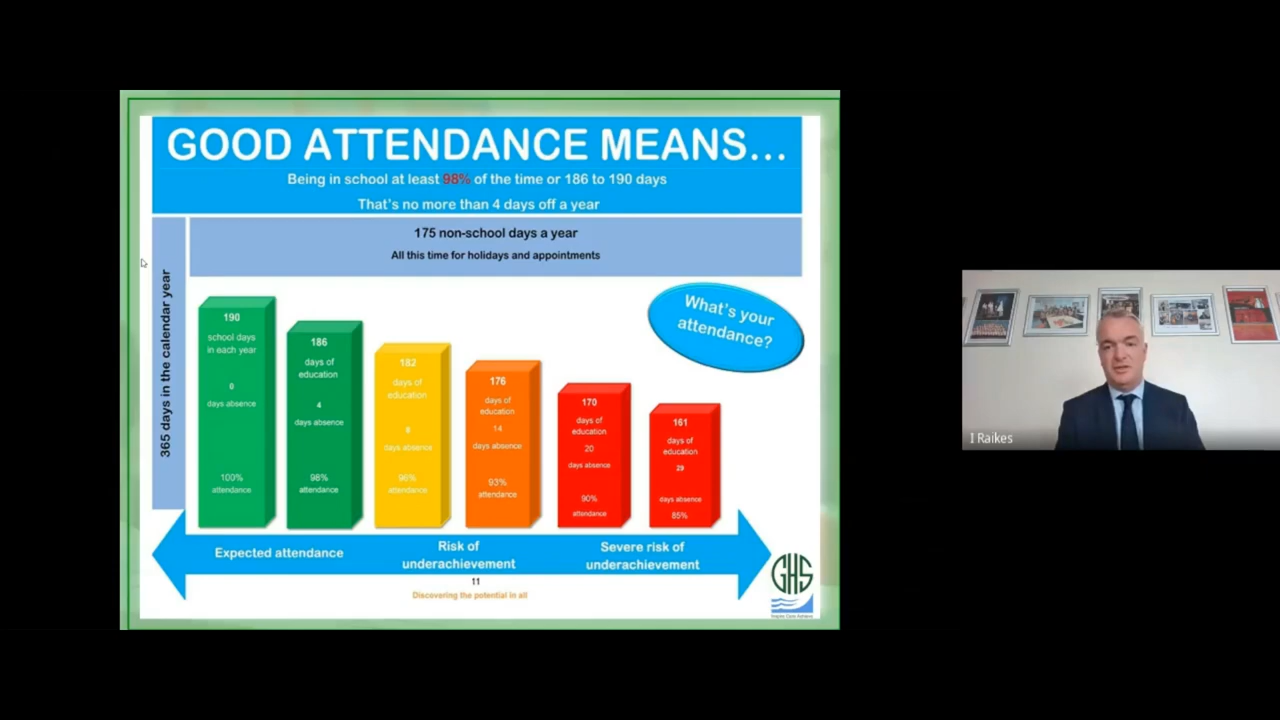 GOOD ATTENDANCE MEANS...
Being in school at least 98% of the time or 186 to 190 days
That's no more than 4 days off a year
175 non-school days a year
All this time for holidays and appointments
365 days in the calendar year
What's your
attendance?
190
school days
in each year
0
days absence
100%
attendance
186
days of
education
4
days absence
98%
attendance
182
days of
education
8
days absence
96%
attendance
176
days of
education
14
days absence
93%
attendance
170
days of
education
20
days absence
90%
attendance
161
days of
education
29
days absence
85%
Expected attendance
Risk of
underachievement
Severe risk of
underachievement
11
Discovering the potential in all
GHS
Inspire Care Achieve
I Raikes